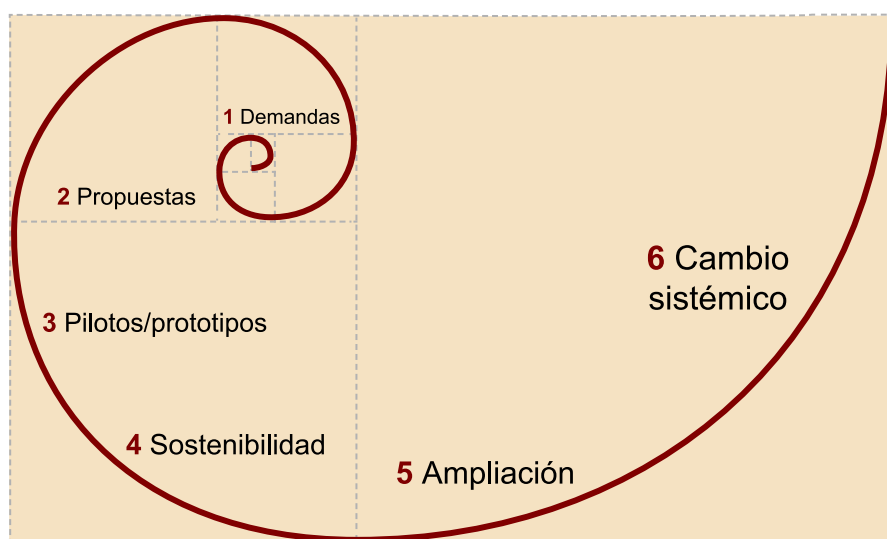 1 Demandas
2 Propuestas
3 Pilotos/prototipos
4 Sostenibilidad
5 Ampliación
6 Cambio
sistémico